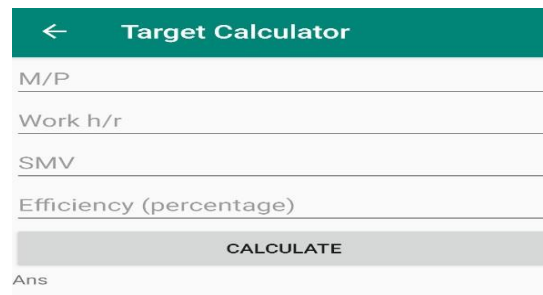 Target Calculator
M/P
Work h/r
SMV
Efficiency (percentage)
CALCULATE
Ans